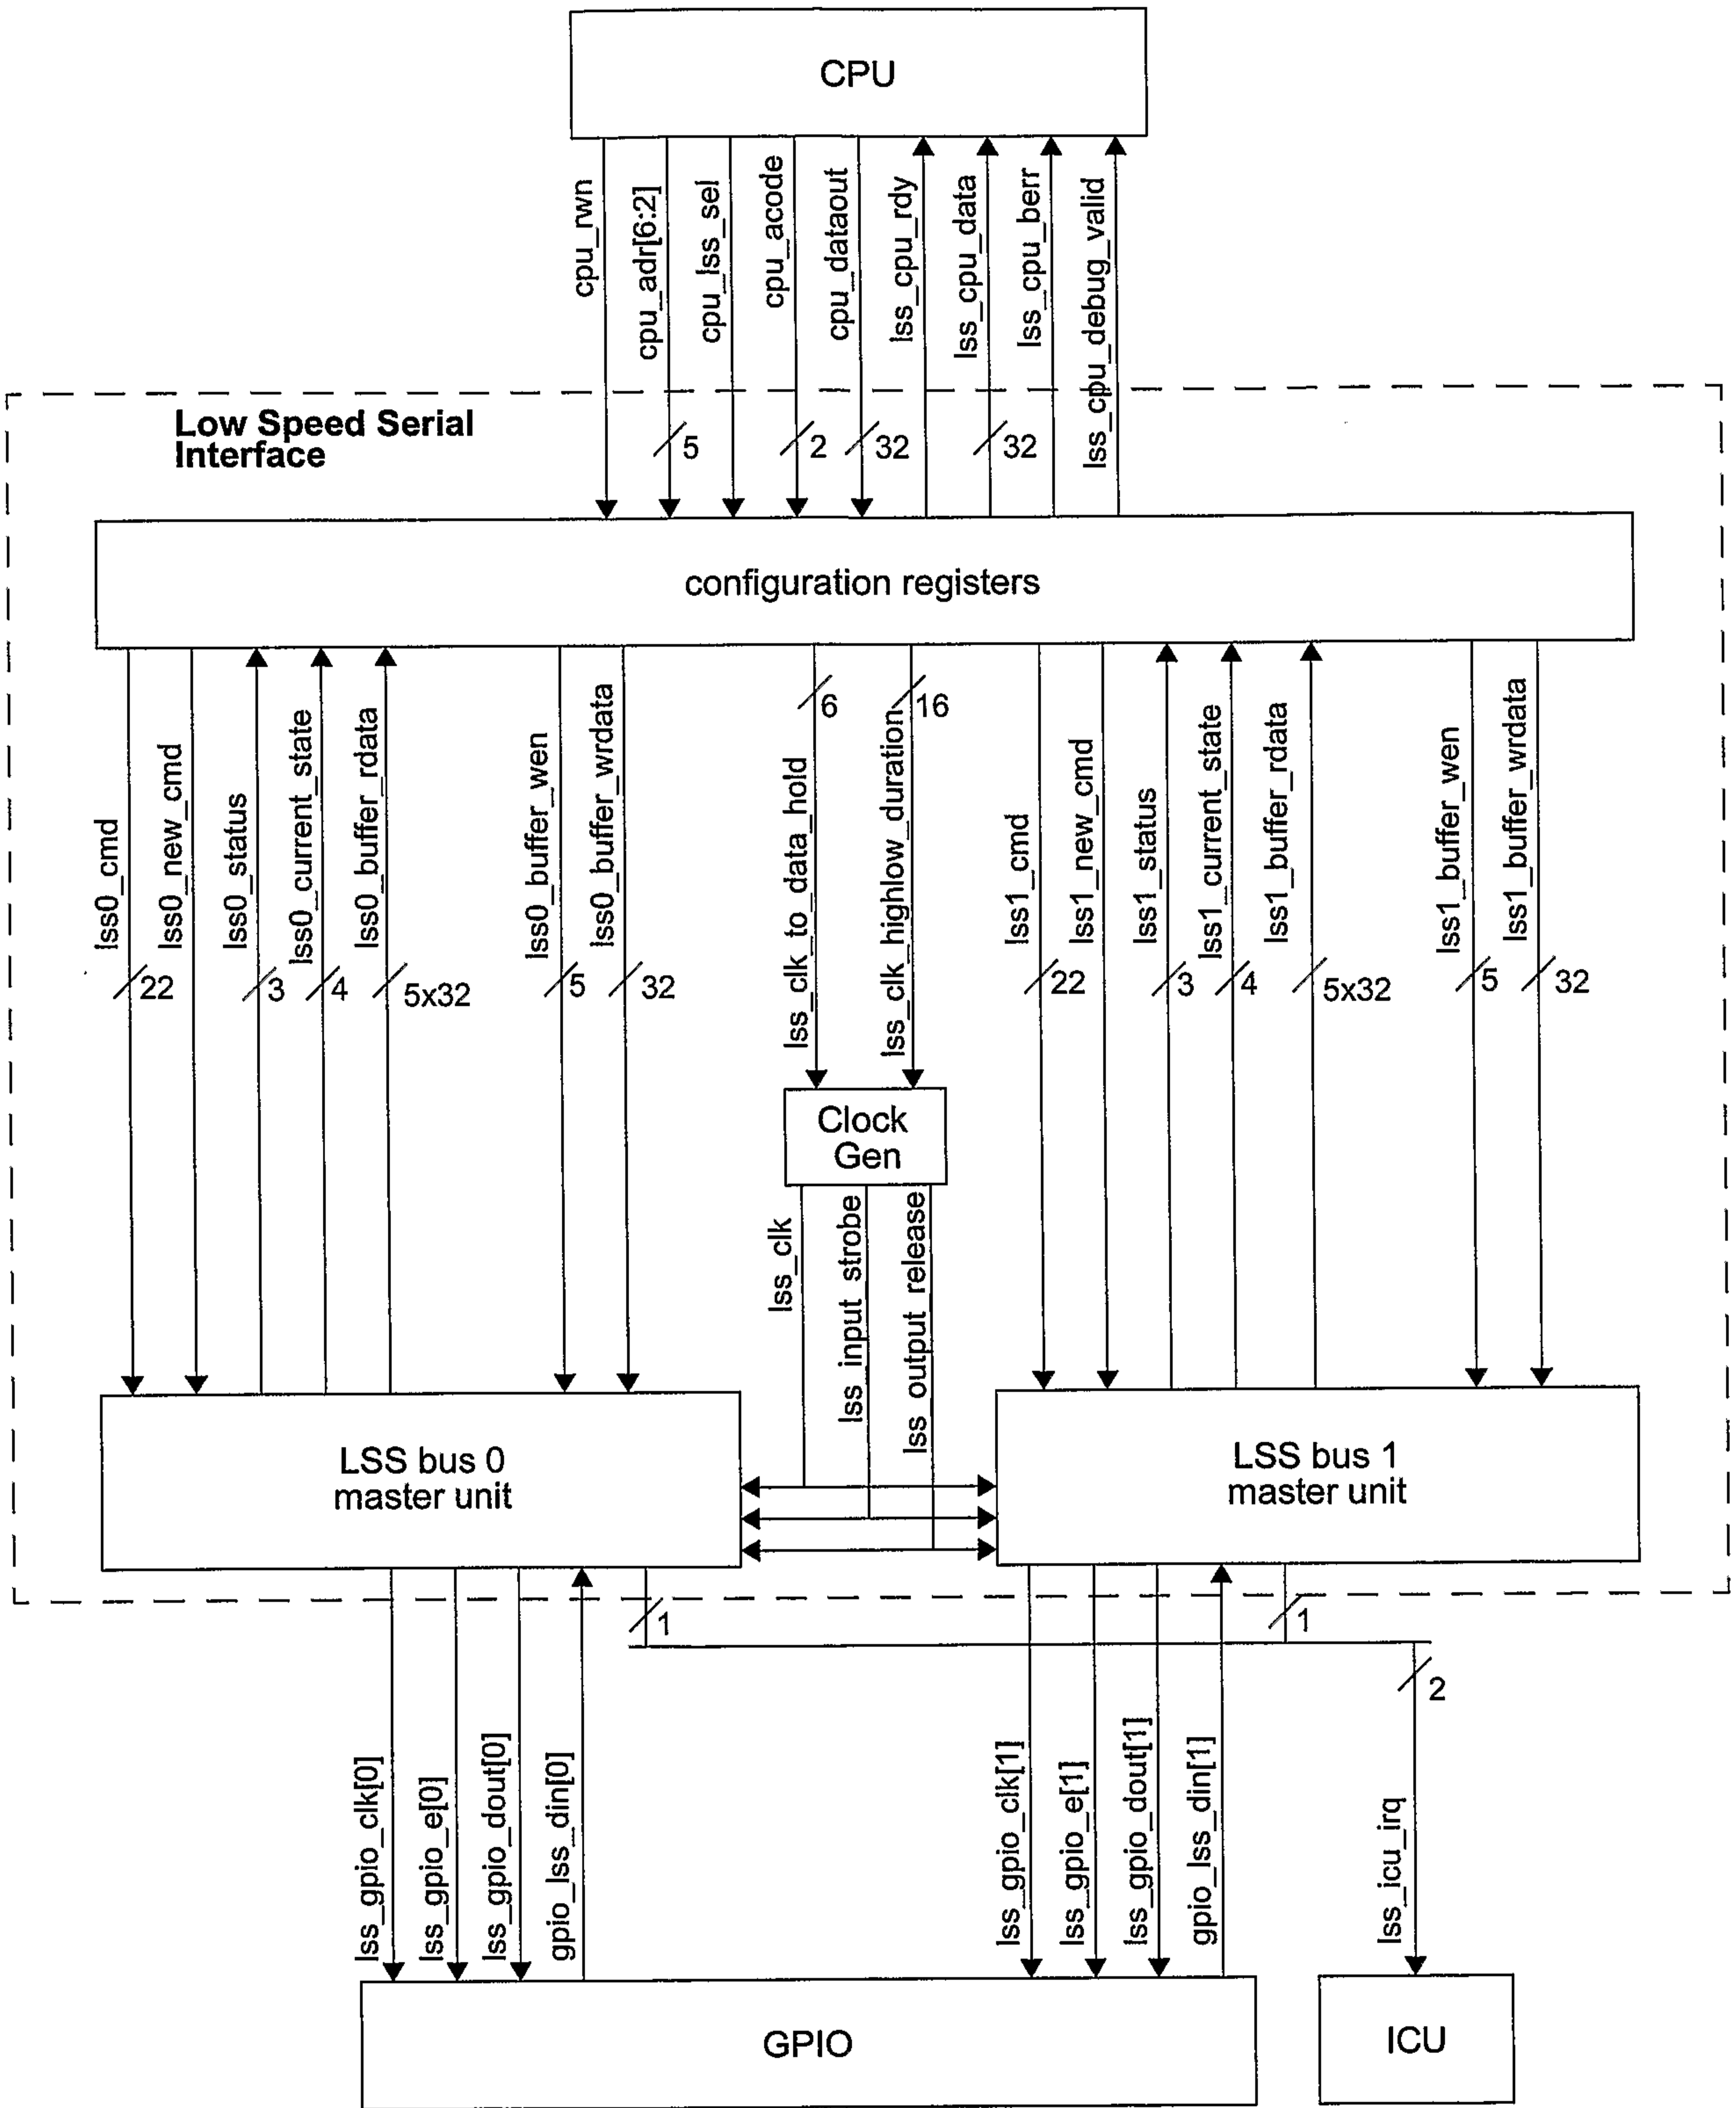 CPU
cpu_rwn
cpu_adr[6:2]
cpu_lss_sel
cpu_acode
cpu_dataout
lss_cpu_rdy
lss_cpu_data
lss_cpu_berr
lss_cpu_debug_valid
Low Speed Serial
Interface
5
2
32
32
configuration registers
6
16
lss0_cmd
lss0_new_cmd
lss0_status
lss0_current_state
lss0_buffer_rdata
lss0_buffer_wen
lss0_buffer_wrdata
lss_clk_to_data_hold
lss_clk_highlow_duration
lss1_cmd
lss1_new_cmd
lss1_status
lss1_current_state
lss1_buffer_rdata
lss1_buffer_wen
lss1_buffer_wrdata
22
3
4
5x32
5
32
22
3
4
5x32
5
32
Clock
Gen
lss_clk
lss_input_strobe
lss_output_release
LSS bus 0
master unit
LSS bus 1
master unit
1
1
2
lss_gpio_clk[0]
lss_gpio_e[0]
lss_gpio_dout[0]
gpio_lss_din[0]
lss_gpio_clk[1]
lss_gpio_e[1]
lss_gpio_dout[1]
gpio_lss_din[1]
lss_icu_irq
GPIO
ICU